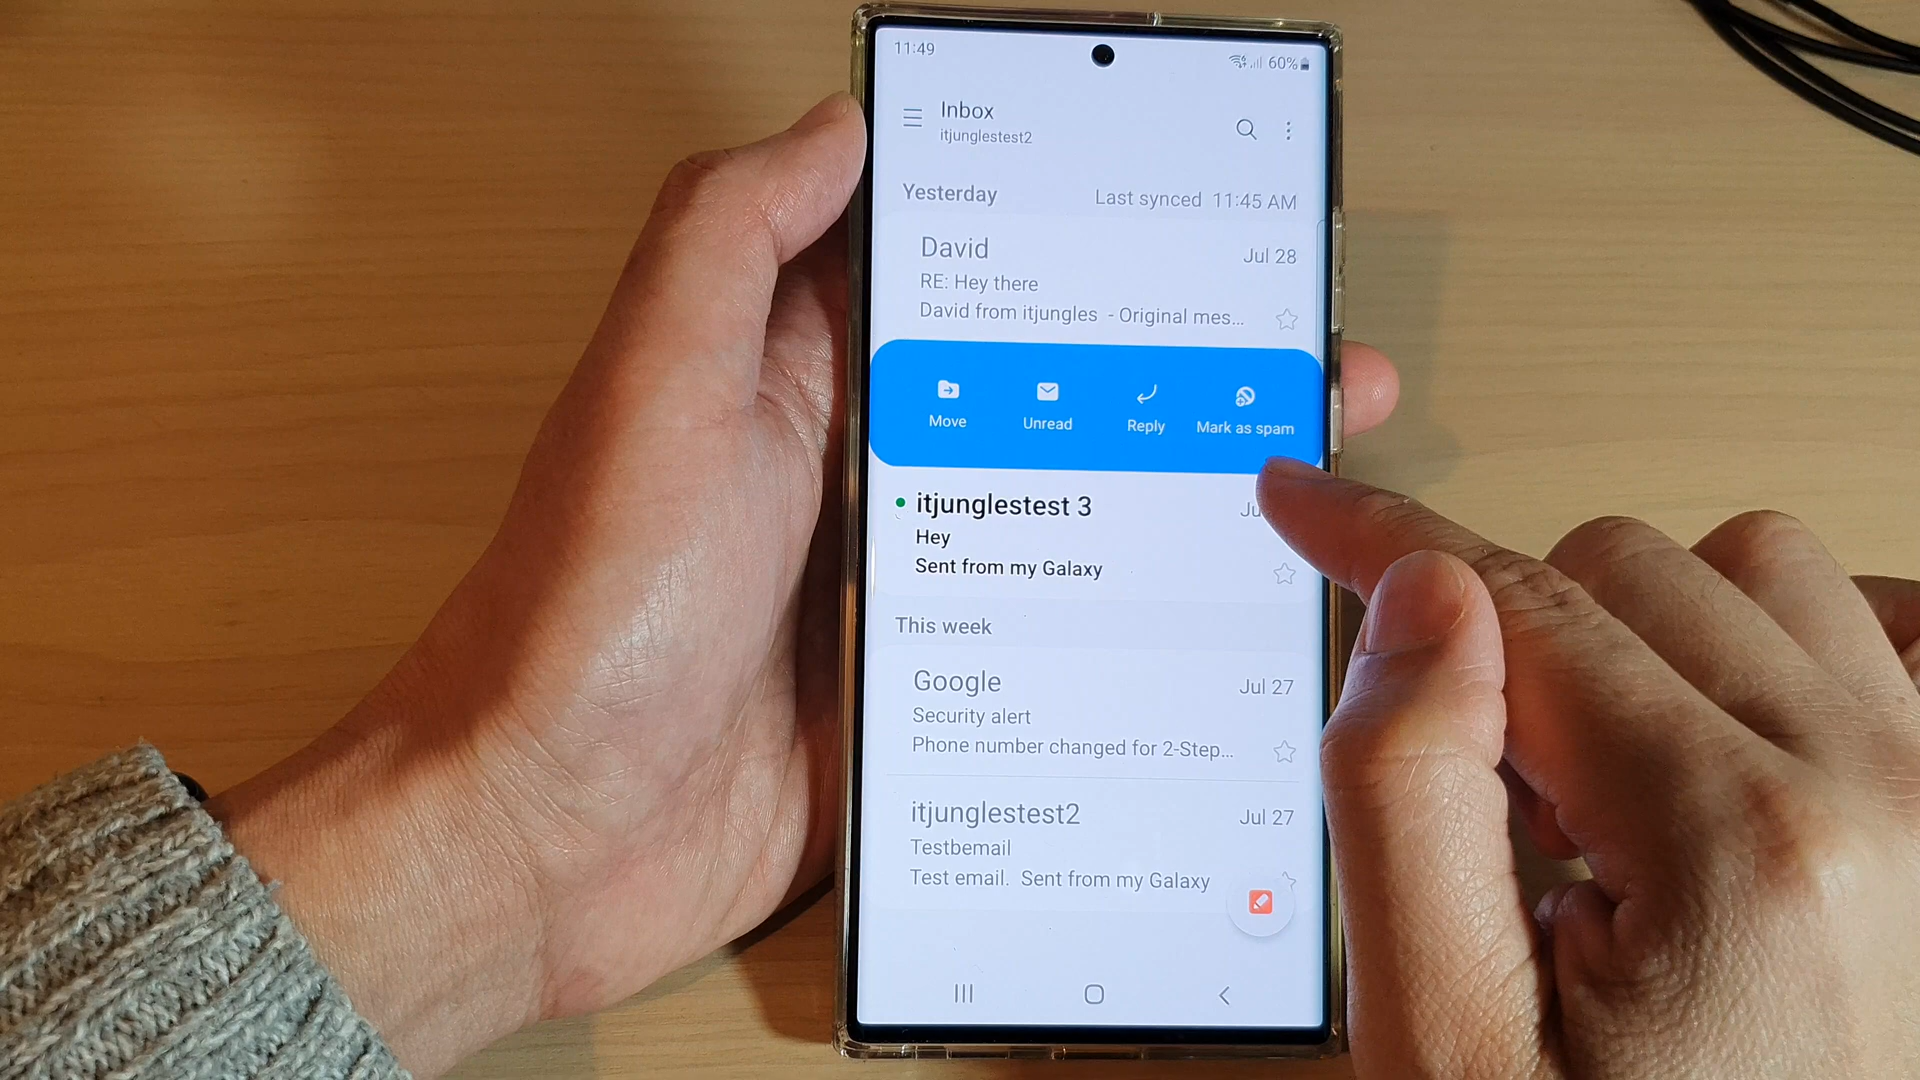 11:49
60%
Inbox
itjunglestest2
Yesterday
Last synced 11:45 AM
David
Jul 28
RE: Hey there
David from itjungles - Original mes...
Move
Unread
Reply
Mark as spam
itjunglestest 3
Ju
Hey
Sent from my Galaxy
This week
Google
Jul 27
Security alert
Phone number changed for 2-Step...
itjunglestest2
Jul 27
Testbemail
Test email. Sent from my Galaxy